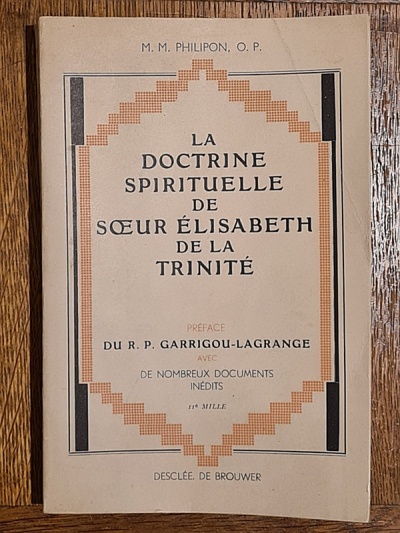 M. M. PHILIPON, O. P.
LA
DOCTRINE
SPIRITUELLE
DE
SŒUR ÉLISABETH
DE LA
TRINITÉ
PRÉFACE
DU R. P. GARRIGOU-LAGRANGE
AVEC
DE NOMBREUX DOCUMENTS
INÉDITS
11e MILLE
DESCLÉE, DE BROUWER